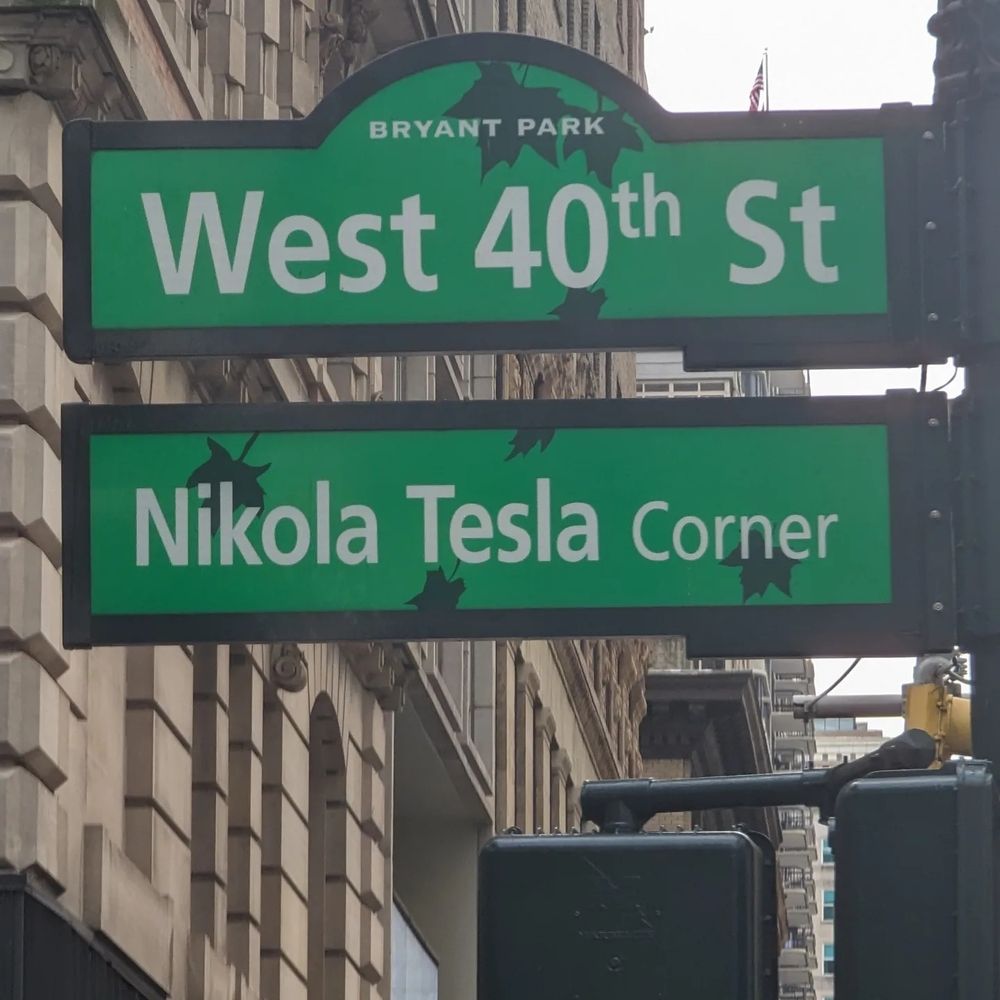 BRYANT PARK
West 40th St
Nikola Tesla Corner